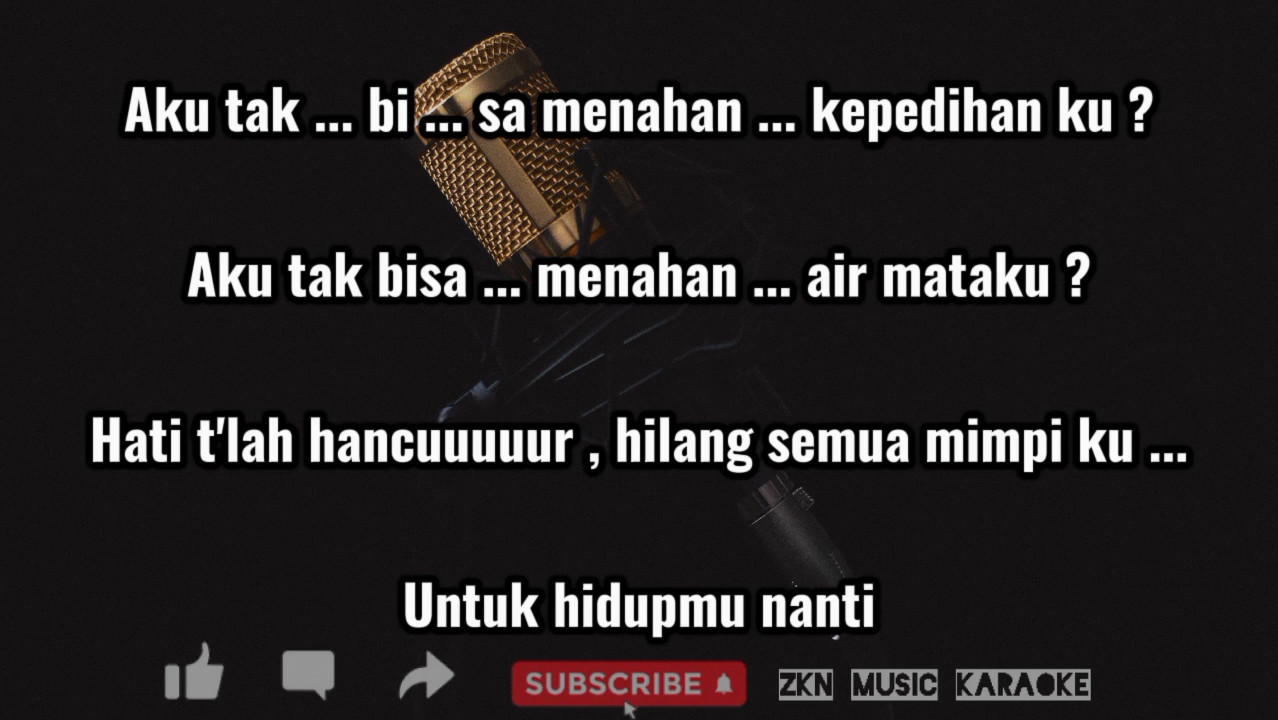 Aku tak ... bi ... sa menahan ... kepedihan ku ?
Aku tak bisa ... menahan ... air mataku ?
Hati t'lah hancuuuuur , hilang semua mimpi ku ...
Untuk hidupmu nanti
SUBSCRIBE
ZKN MUSIC KARAOKE